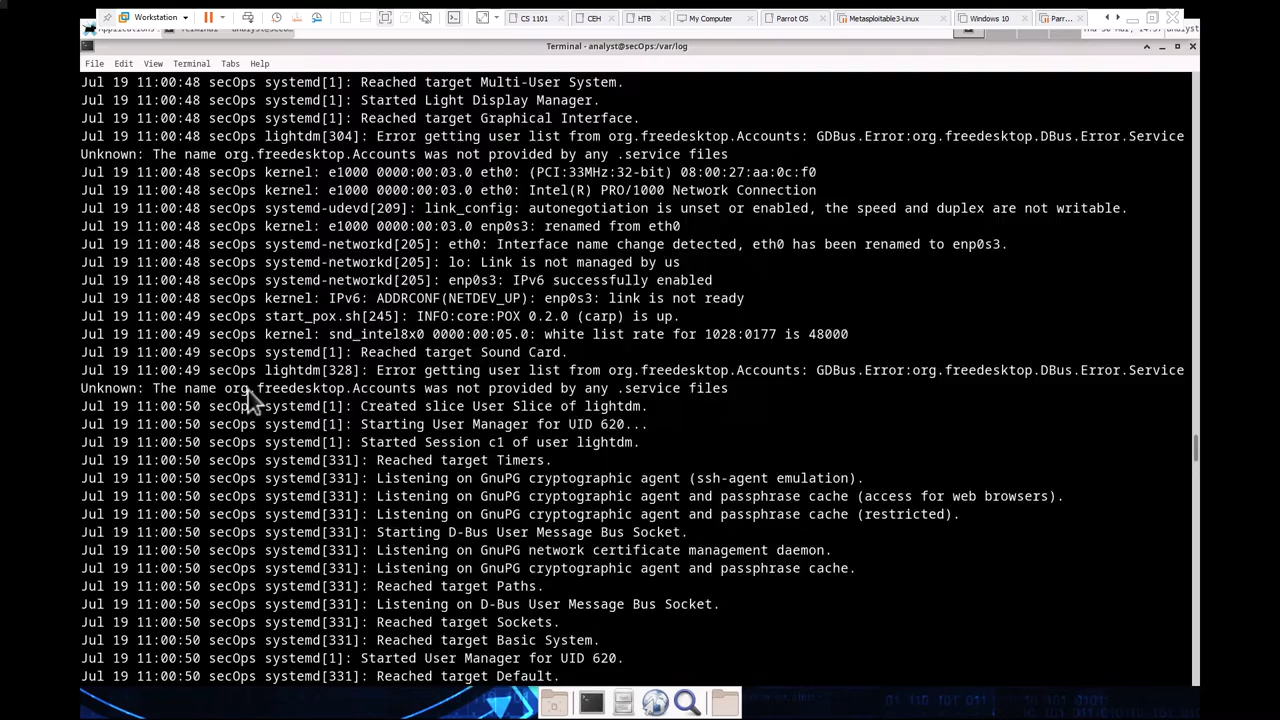 Workstation
CS 1101
CEH
HTB
My Computer
Parrot OS
Metasploitable3-Linux
Windows 10
Parr...
Terminal - analyst@secOps:/var/log
File Edit View Terminal Tabs Help
Jul 19 11:00:48 secOps systemd[1]: Reached target Multi-User System.
Jul 19 11:00:48 secOps systemd[1]: Started Light Display Manager.
Jul 19 11:00:48 secOps systemd[1]: Reached target Graphical Interface.
Jul 19 11:00:48 secOps lightdm[304]: Error getting user list from org.freedesktop.Accounts: GDBus.Error:org.freedesktop.DBus.Error.Service
Unknown: The name org.freedesktop.Accounts was not provided by any .service files
Jul 19 11:00:48 secOps kernel: e1000 0000:00:03.0 eth0: (PCI:33MHz:32-bit) 08:00:27:aa:0c:f0
Jul 19 11:00:48 secOps kernel: e1000 0000:00:03.0 eth0: Intel(R) PRO/1000 Network Connection
Jul 19 11:00:48 secOps systemd-udevd[209]: link_config: autonegotiation is unset or enabled, the speed and duplex are not writable.
Jul 19 11:00:48 secOps kernel: e1000 0000:00:03.0 enp0s3: renamed from eth0
Jul 19 11:00:48 secOps systemd-networkd[205]: eth0: Interface name change detected, eth0 has been renamed to enp0s3.
Jul 19 11:00:48 secOps systemd-networkd[205]: lo: Link is not managed by us
Jul 19 11:00:48 secOps systemd-networkd[205]: enp0s3: IPv6 successfully enabled
Jul 19 11:00:48 secOps kernel: IPv6: ADDRCONF(NETDEV_UP): enp0s3: link is not ready
Jul 19 11:00:49 secOps start_pox.sh[245]: INFO:core:POX 0.2.0 (carp) is up.
Jul 19 11:00:49 secOps kernel: snd_intel8x0 0000:00:05.0: white list rate for 1028:0177 is 48000
Jul 19 11:00:49 secOps systemd[1]: Reached target Sound Card.
Jul 19 11:00:49 secOps lightdm[328]: Error getting user list from org.freedesktop.Accounts: GDBus.Error:org.freedesktop.DBus.Error.Service
Unknown: The name org.freedesktop.Accounts was not provided by any .service files
Jul 19 11:00:50 secOps systemd[1]: Created slice User Slice of lightdm.
Jul 19 11:00:50 secOps systemd[1]: Starting User Manager for UID 620...
Jul 19 11:00:50 secOps systemd[1]: Started Session c1 of user lightdm.
Jul 19 11:00:50 secOps systemd[331]: Reached target Timers.
Jul 19 11:00:50 secOps systemd[331]: Listening on GnuPG cryptographic agent (ssh-agent emulation).
Jul 19 11:00:50 secOps systemd[331]: Listening on GnuPG cryptographic agent and passphrase cache (access for web browsers).
Jul 19 11:00:50 secOps systemd[331]: Listening on GnuPG cryptographic agent and passphrase cache (restricted).
Jul 19 11:00:50 secOps systemd[331]: Starting D-Bus User Message Bus Socket.
Jul 19 11:00:50 secOps systemd[331]: Listening on GnuPG network certificate management daemon.
Jul 19 11:00:50 secOps systemd[331]: Listening on GnuPG cryptographic agent and passphrase cache.
Jul 19 11:00:50 secOps systemd[331]: Reached target Paths.
Jul 19 11:00:50 secOps systemd[331]: Listening on D-Bus User Message Bus Socket.
Jul 19 11:00:50 secOps systemd[331]: Reached target Sockets.
Jul 19 11:00:50 secOps systemd[331]: Reached target Basic System.
Jul 19 11:00:50 secOps systemd[1]: Started User Manager for UID 620.
Jul 19 11:00:50 secOps systemd[331]: Reached target Default.